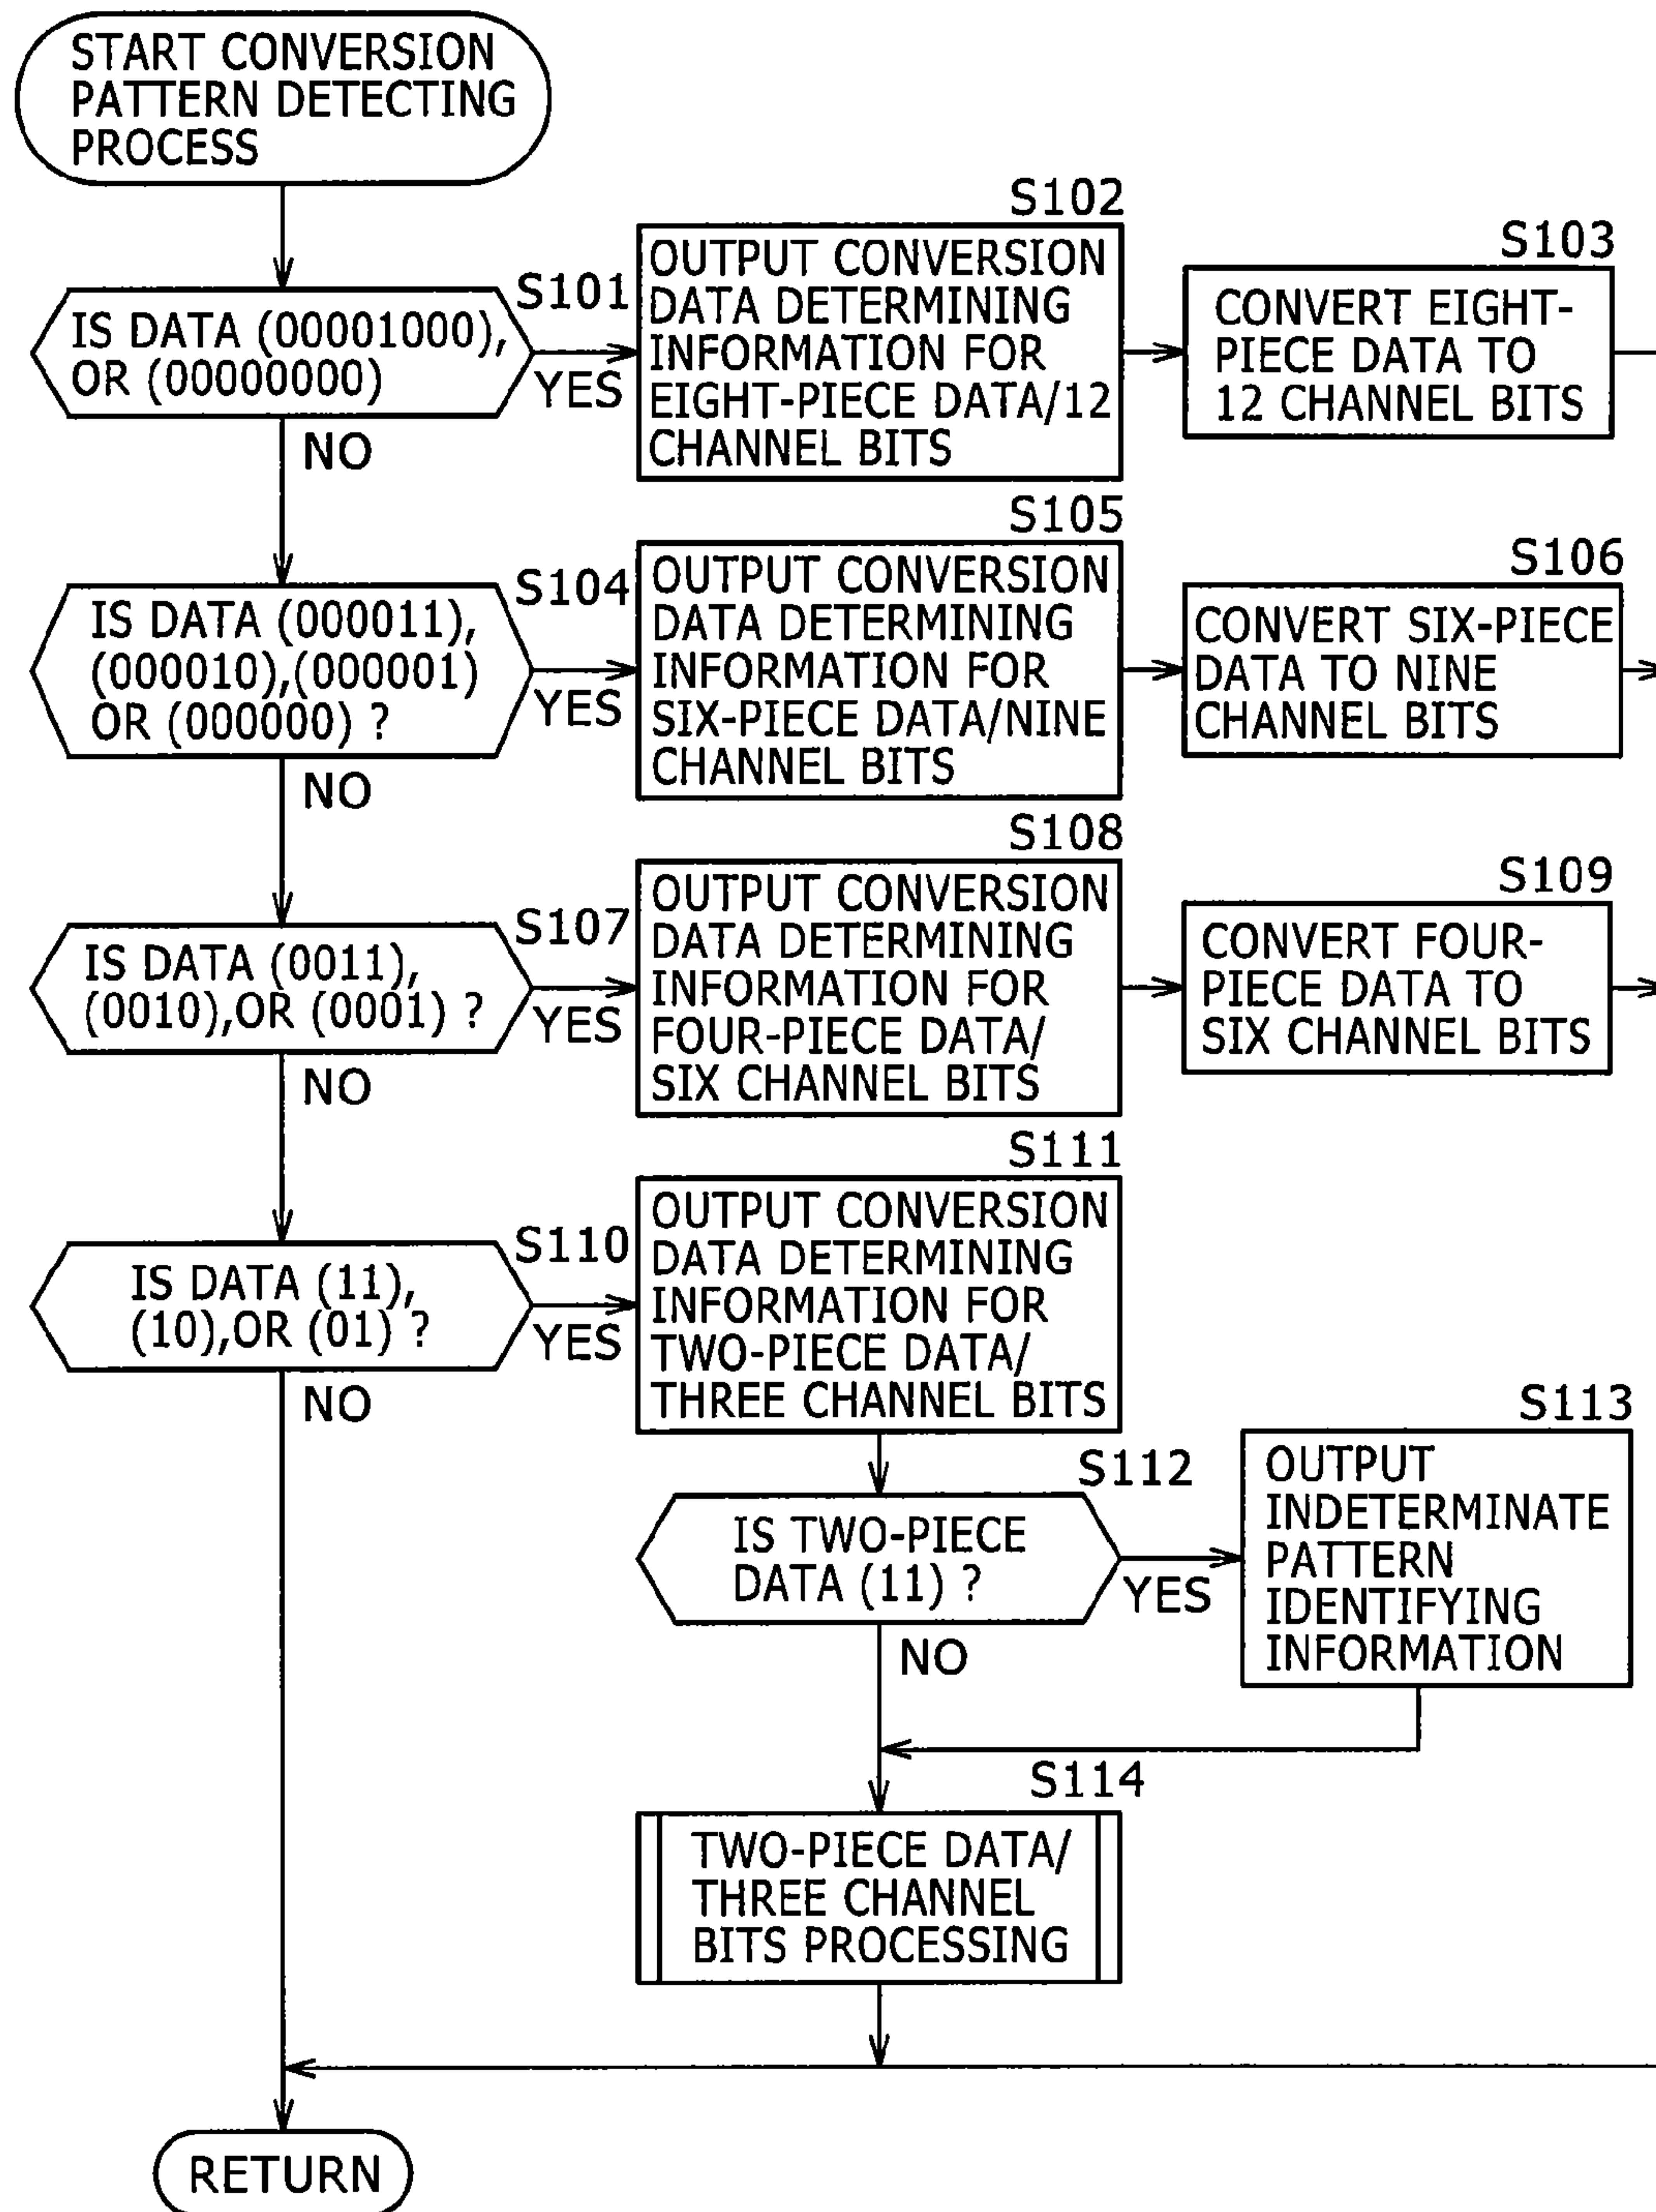 START CONVERSION
PATTERN DETECTING
PROCESS
S101
IS DATA (00001000),
OR (00000000)
YES
NO
S102
OUTPUT CONVERSION
DATA DETERMINING
INFORMATION FOR
EIGHT-PIECE DATA/12
CHANNEL BITS
S103
CONVERT EIGHT-
PIECE DATA TO
12 CHANNEL BITS
S104
IS DATA (000011),
(000010),(000001)
OR (000000) ?
YES
NO
S105
OUTPUT CONVERSION
DATA DETERMINING
INFORMATION FOR
SIX-PIECE DATA/NINE
CHANNEL BITS
S106
CONVERT SIX-PIECE
DATA TO NINE
CHANNEL BITS
S107
IS DATA (0011),
(0010),OR (0001) ?
YES
NO
S108
OUTPUT CONVERSION
DATA DETERMINING
INFORMATION FOR
FOUR-PIECE DATA/
SIX CHANNEL BITS
S109
CONVERT FOUR-
PIECE DATA TO
SIX CHANNEL BITS
S110
IS DATA (11),
(10),OR (01) ?
YES
NO
S111
OUTPUT CONVERSION
DATA DETERMINING
INFORMATION FOR
TWO-PIECE DATA/
THREE CHANNEL BITS
S112
IS TWO-PIECE
DATA (11) ?
YES
NO
S113
OUTPUT
INDETERMINATE
PATTERN
IDENTIFYING
INFORMATION
S114
TWO-PIECE DATA/
THREE CHANNEL
BITS PROCESSING
RETURN